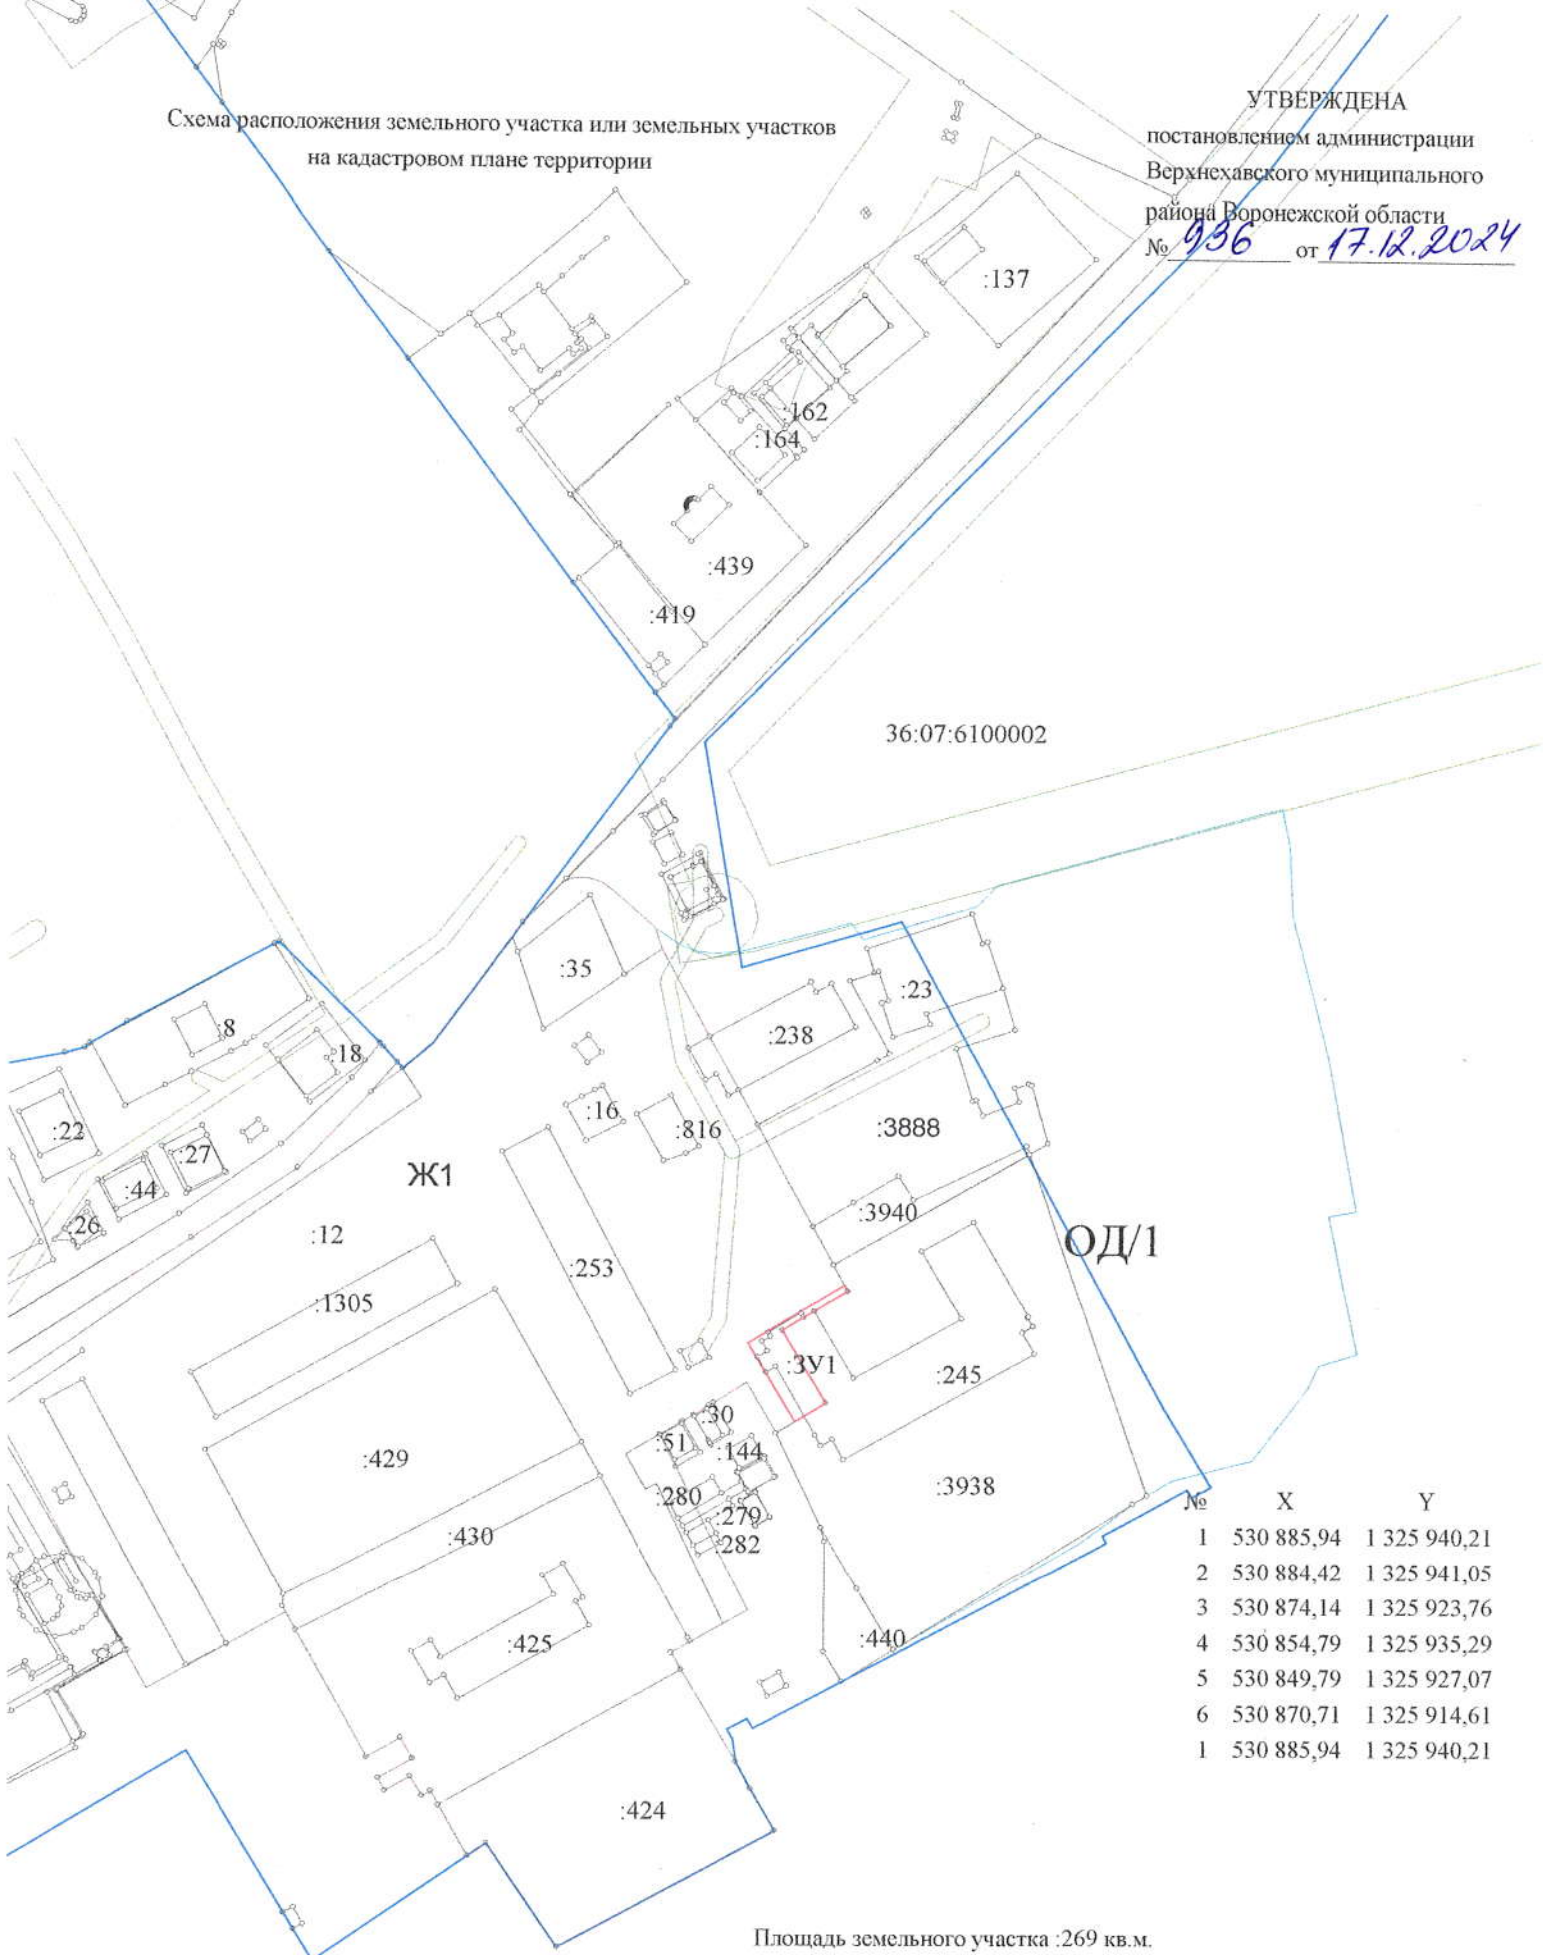 УТВЕРЖДЕНА
постановлением администрации
Верхнехавского муниципального
района Воронежской области
№ 936 от 17.12.2024
Схема расположения земельного участка или земельных участков
на кадастровом плане территории
:137
:162
:164
:439
:419
36:07:6100002
:35
:23
:238
:8
:18
:16
:816
:3888
:22
:27
:44
:26
Ж1
:12
:3940
ОД/1
:253
:1305
:ЗУ1
:245
:30
:51
:144
:429
:280
:3938
:279
:430
:282
:425
:440
:424
№ X Y
1 530 885,94 1 325 940,21
2 530 884,42 1 325 941,05
3 530 874,14 1 325 923,76
4 530 854,79 1 325 935,29
5 530 849,79 1 325 927,07
6 530 870,71 1 325 914,61
1 530 885,94 1 325 940,21
Площадь земельного участка :269 кв.м.